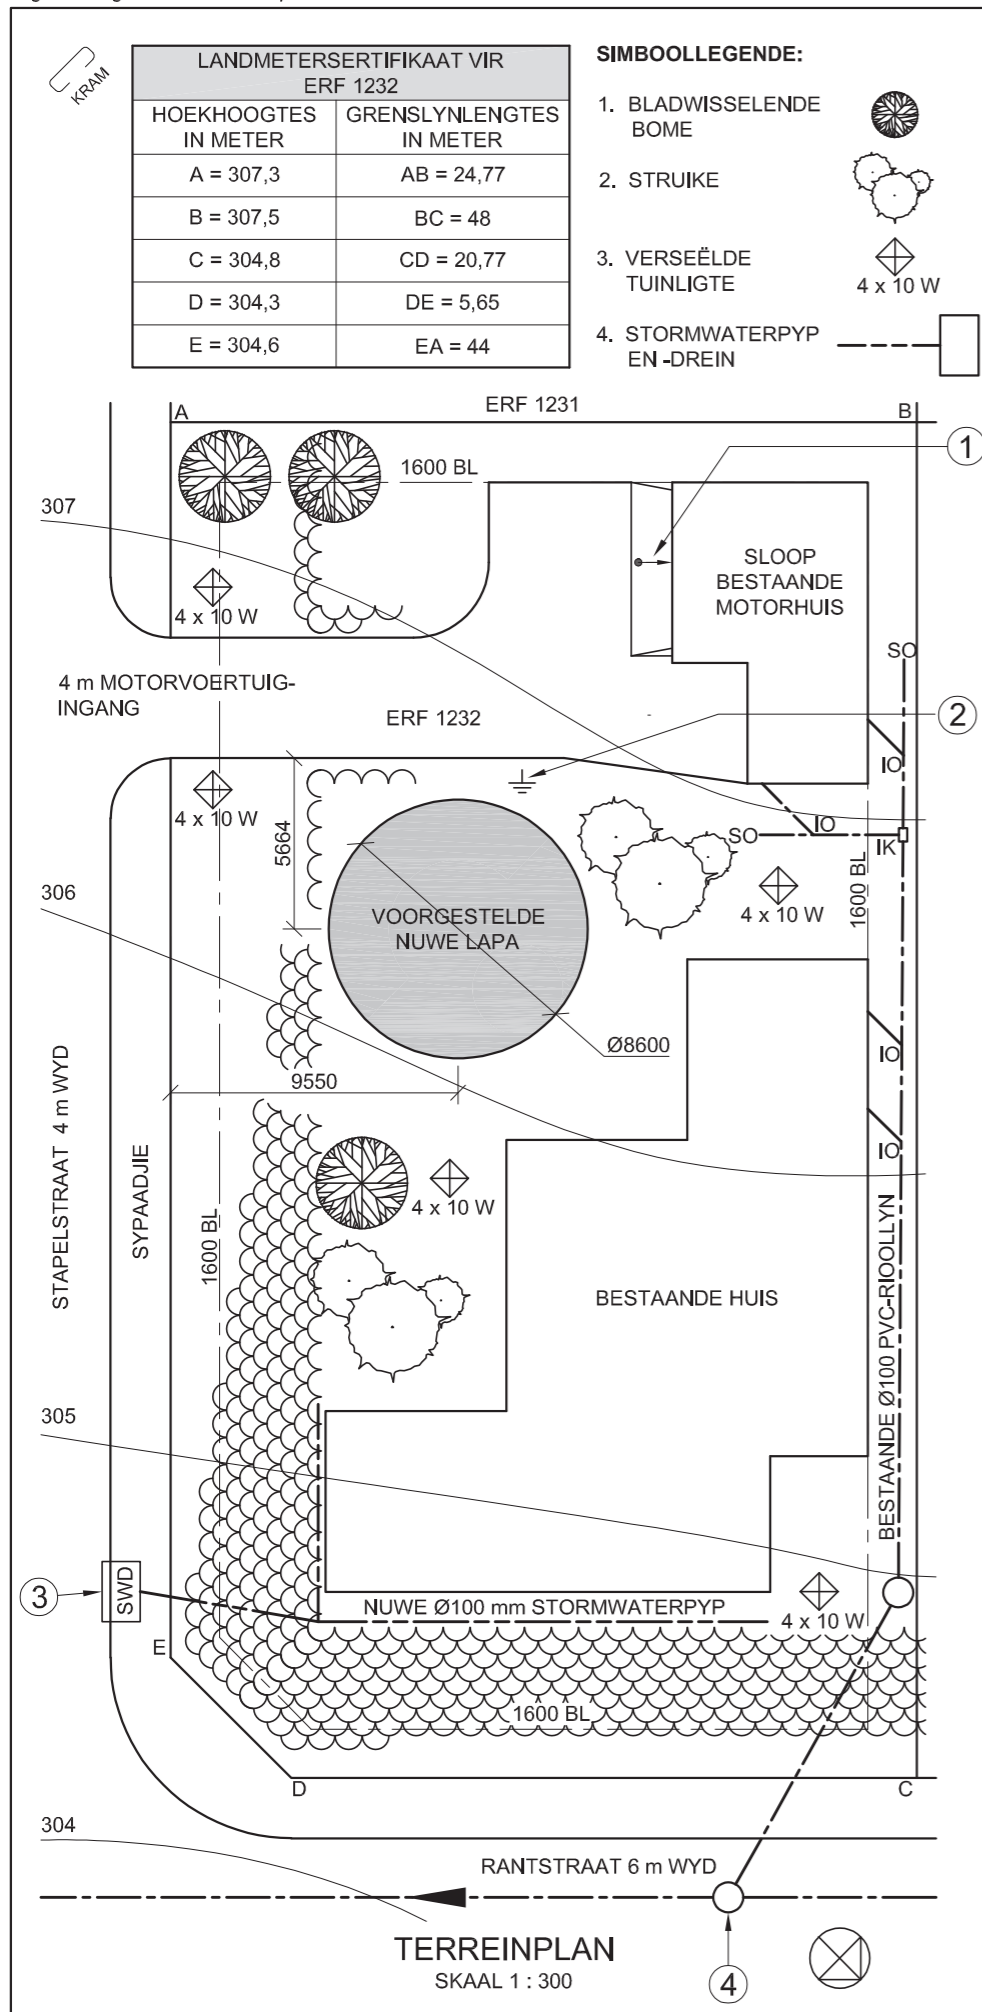 KRAM
LANDMETERSERTIFIKAAT VIR
ERF 1232
HOEKHOOGTES
IN METER
GRENSLYNLENGTES
IN METER
A = 307,3
AB = 24,77
B = 307,5
BC = 48
C = 304,8
CD = 20,77
D = 304,3
DE = 5,65
E = 304,6
EA = 44
SIMBOOLLEGENDE:
1. BLADWISSELENDE
BOME
2. STRUIKE
3. VERSEËLDE
TUINLIGTE
4 x 10 W
4. STORMWATERPYP
EN -DREIN
A
ERF 1231
B
1600 BL
1
307
SLOOP
BESTAANDE
MOTORHUIS
4 x 10 W
SO
4 m MOTORVOERTUIG-
INGANG
ERF 1232
2
IO
4 x 10 W
5664
SO
IO
IK
1600 BL
306
4 x 10 W
VOORGESTELDE
NUWE LAPA
Ø8600
IO
9550
STAPELSTRAAT 4 m WYD
SYPAADJIE
IO
4 x 10 W
1600 BL
BESTAANDE HUIS
BESTAANDE Ø100 PVC-RIOOLLYN
305
3
SWD
NUWE Ø100 mm STORMWATERPYP
4 x 10 W
E
1600 BL
D
C
304
RANTSTRAAT 6 m WYD
TERREINPLAN
SKAAL 1 : 300
4